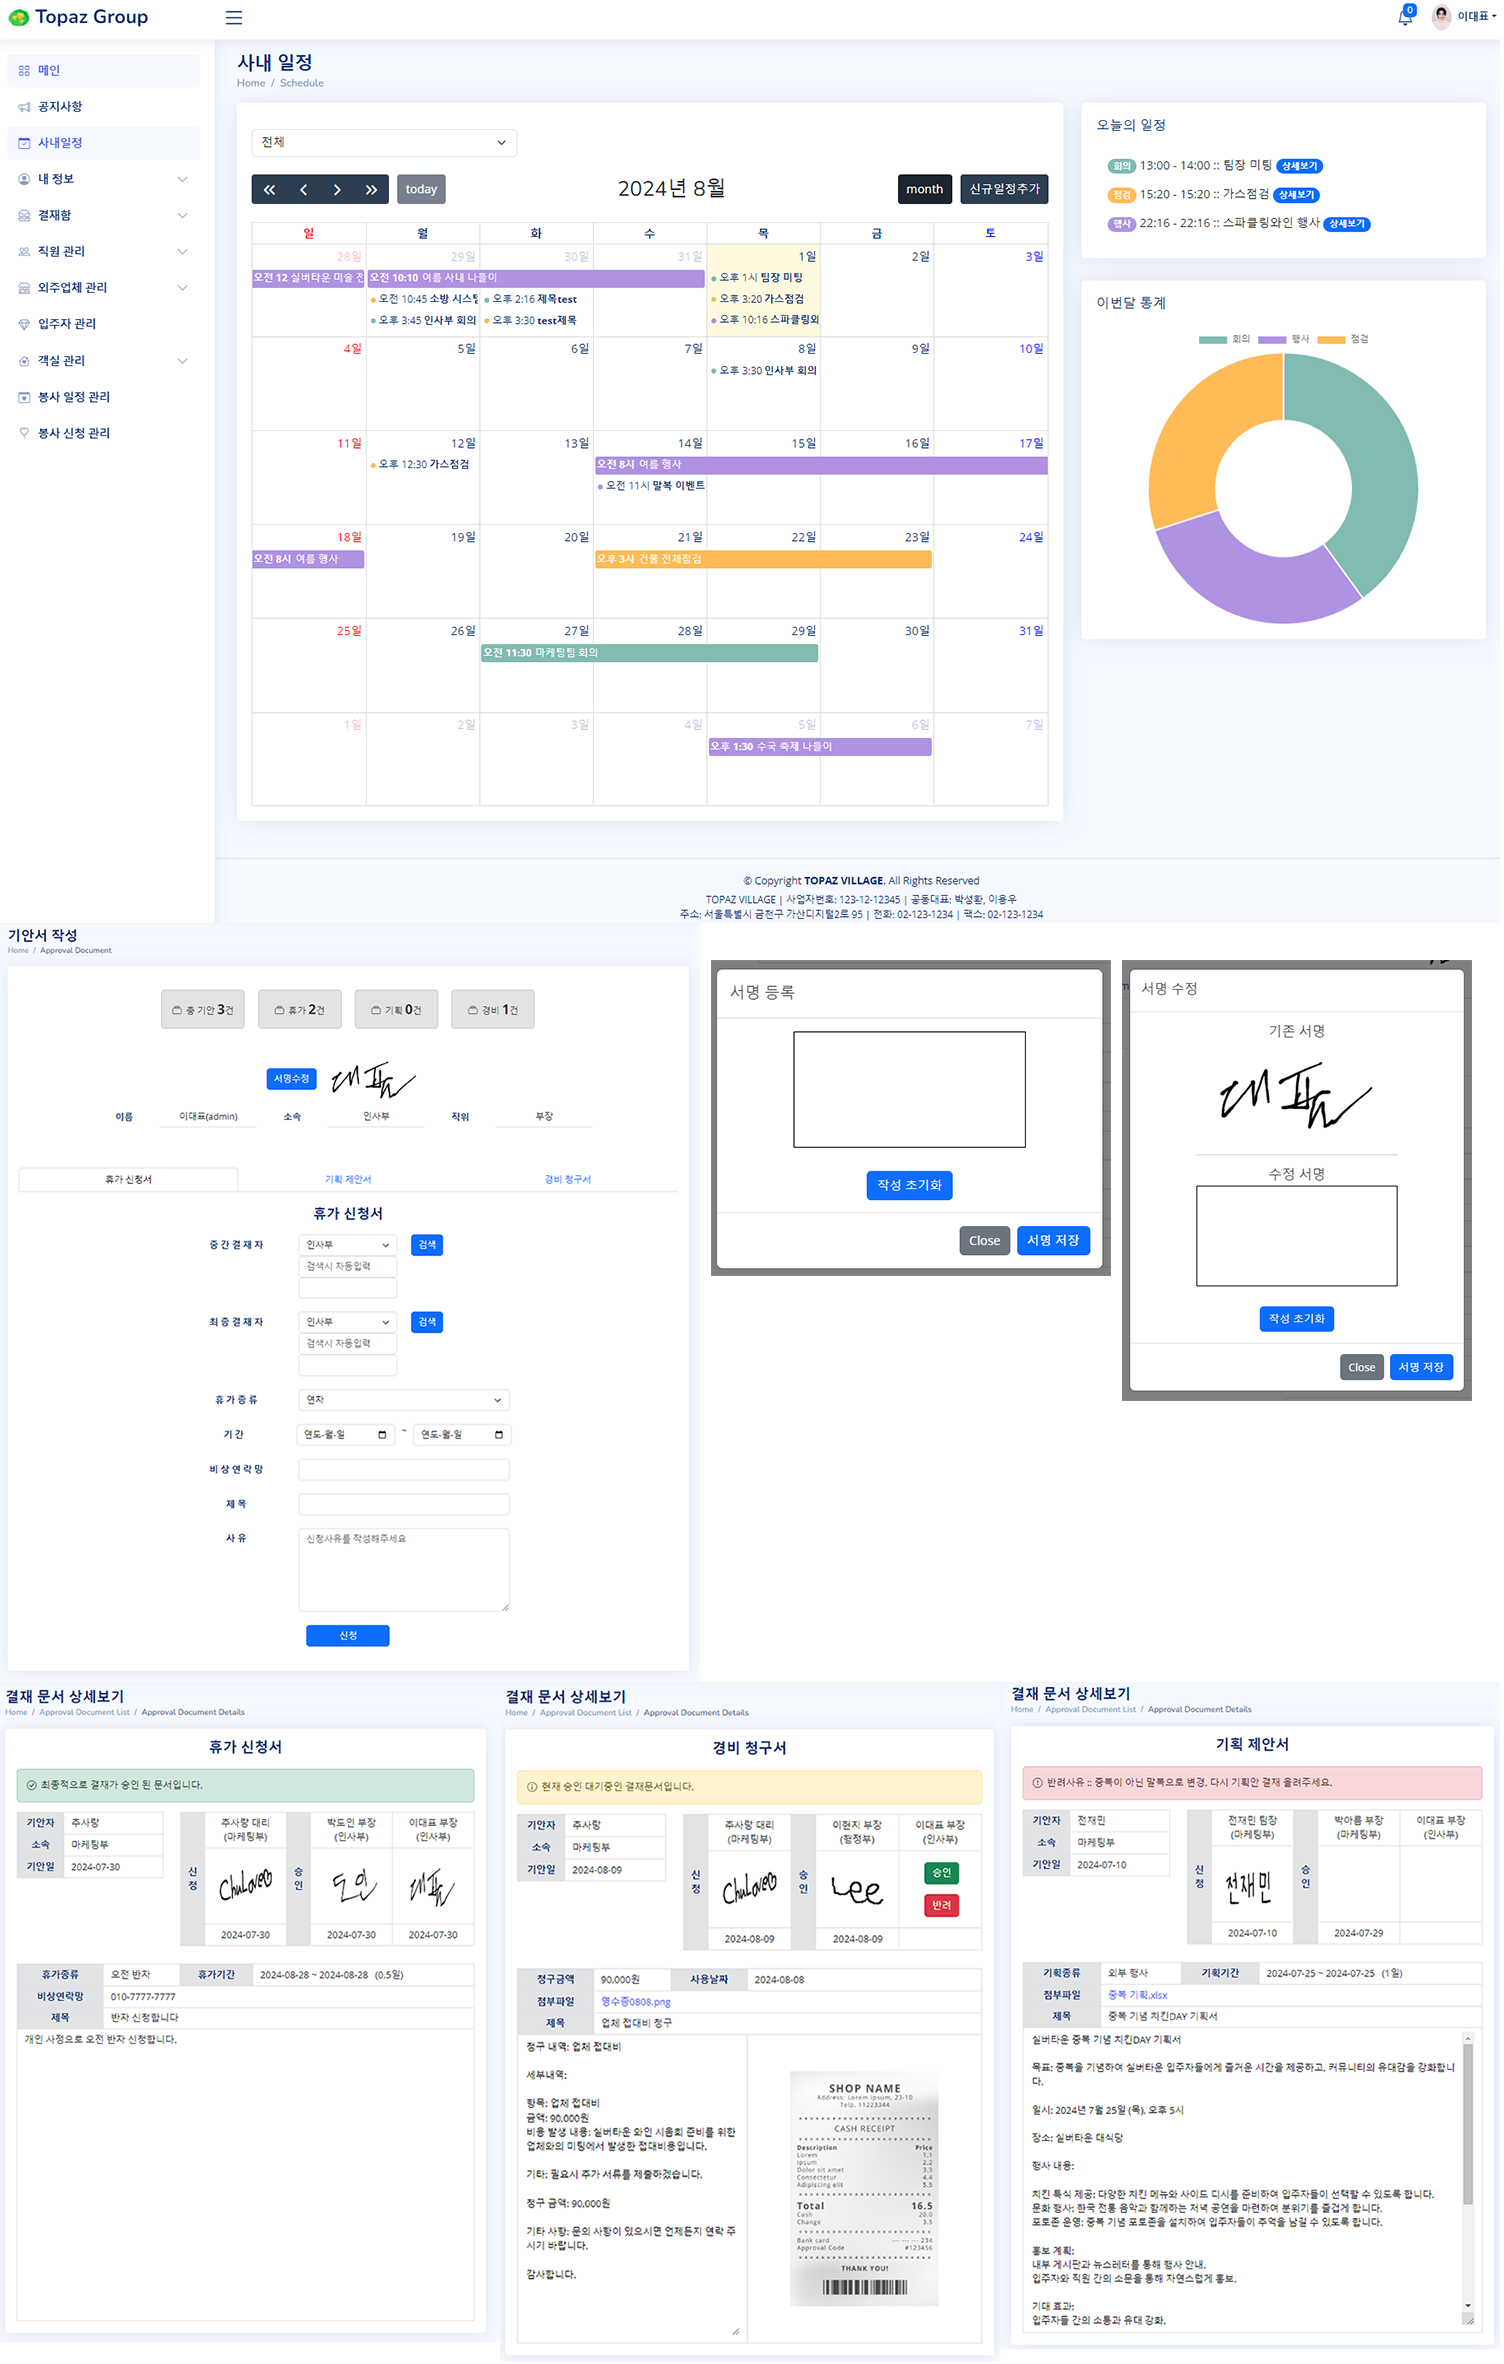 Topaz Group
0
이대표
메인
공지사항
사내일정
내 정보
결재함
직원 관리
외주업체 관리
입주자 관리
객실 관리
봉사 일정 관리
봉사 신청 관리
사내 일정
Home / Schedule
전체
today
2024년 8월
month
신규일정추가
일 월 화 수 목 금 토
28일 29일 30일 31일 1일 2일 3일
오전 12 실버타운 미술 전
오전 10:10 여름 사내 나들이
오후 1시 팀장 미팅
오전 10:45 소방 시스템
오후 2:16 제목test
오후 3:20 가스점검
오후 3:45 인사부 회의
오후 3:30 test제목
오후 10:16 스파클링와
4일 5일 6일 7일 8일 9일 10일
오후 3:30 인사부 회의
11일 12일 13일 14일 15일 16일 17일
오후 12:30 가스점검
오전 8시 여름 행사
오전 11시 말복 이벤트
18일 19일 20일 21일 22일 23일 24일
오전 8시 여름 행사
오후 3시 건물 전체점검
25일 26일 27일 28일 29일 30일 31일
오전 11:30 마케팅팀 회의
1일 2일 3일 4일 5일 6일 7일
오후 1:30 수국 축제 나들이
오늘의 일정
회의 13:00 - 14:00 :: 팀장 미팅 상세보기
점검 15:20 - 15:20 :: 가스점검 상세보기
행사 22:16 - 22:16 :: 스파클링와인 행사 상세보기
이번달 통계
회의 행사 점검
© Copyright TOPAZ VILLAGE. All Rights Reserved
TOPAZ VILLAGE | 사업자번호: 123-12-12345 | 공동대표: 박성환, 이용우
주소: 서울특별시 금천구 가산디지털2로 95 | 전화: 02-123-1234 | 팩스: 02-123-1234
기안서 작성
Home / Approval Document
총 기안 3건
휴가 2건
기획 0건
경비 1건
서명수정
대표
이름 이대표(admin) 소속 인사부 직위 부장
휴가 신청서
기획 제안서
경비 청구서
휴가 신청서
중간결재자 인사부 검색
검색시 자동입력
최종결재자 인사부 검색
검색시 자동입력
휴가종류 연차
기간 연도-월-일 ~ 연도-월-일
비상연락망
제목
사유 신청사유를 작성해주세요
신청
서명 등록
작성 초기화
Close
서명 저장
서명 수정
기존 서명
대표
수정 서명
작성 초기화
Close
서명 저장
결재 문서 상세보기
Home / Approval Document List / Approval Document Details
휴가 신청서
최종적으로 결재가 승인 된 문서입니다.
기안자 추사랑
소속 마케팅부
기안일 2024-07-30
신청
추사랑 대리
(마케팅부)
ChuLove
2024-07-30
승인
박도인 부장
(인사부)
도인
2024-07-30
이대표 부장
(인사부)
대표
2024-07-30
휴가종류 오전 반차 휴가기간 2024-08-28 ~ 2024-08-28 (0.5일)
비상연락망 010-7777-7777
제목 반차 신청합니다
개인 사정으로 오전 반차 신청합니다.
결재 문서 상세보기
Home / Approval Document List / Approval Document Details
경비 청구서
현재 승인 대기중인 결재문서입니다.
기안자 추사랑
소속 마케팅부
기안일 2024-08-09
신청
추사랑 대리
(마케팅부)
ChuLove
2024-08-09
승인
이현지 부장
(행정부)
Lee
2024-08-09
이대표 부장
(인사부)
승인
반려
청구금액 90,000원 사용날짜 2024-08-08
첨부파일 영수증0808.png
제목 업체 접대비 청구
청구 내역: 업체 접대비
세부내역:
항목: 업체 접대비
금액: 90,000원
비용 발생 내용: 실버타운 와인 시음회 준비를 위한
업체와의 미팅에서 발생한 접대비용입니다.
기타: 필요시 추가 서류를 제출하겠습니다.
청구 금액: 90,000원
기타 사항: 문의 사항이 있으시면 언제든지 연락 주
시기 바랍니다.
감사합니다.
SHOP NAME
Address: Lorem Ipsum, 23-10
Telp. 11223344
CASH RECEIPT
Description Price
Lorem 1.1
Ipsum 2.2
Dolor sit amet 3.3
Consectetur 4.4
Adipiscing elit 5.5
Total 16.5
Cash 20.0
Change 3.5
Bank card --- --- --- 234
Approval Code #123456
THANK YOU!
결재 문서 상세보기
Home / Approval Document List / Approval Document Details
기획 제안서
반려사유 :: 중복이 아닌 말복으로 변경. 다시 기획안 결재 올려주세요.
기안자 전재민
소속 마케팅부
기안일 2024-07-10
신청
전재민 팀장
(마케팅부)
전재민
2024-07-10
승인
박아름 부장
(마케팅부)
2024-07-29
이대표 부장
(인사부)
기획종류 외부 행사 기획기간 2024-07-25 ~ 2024-07-25 (1일)
첨부파일 중복 기획.xlsx
제목 중복 기념 치킨DAY 기획서
실버타운 중복 기념 치킨DAY 기획서
목표: 중복을 기념하여 실버타운 입주자들에게 즐거운 시간을 제공하고, 커뮤니티의 유대감을 강화합니
다.
일시: 2024년 7월 25일 (목), 오후 5시
장소: 실버타운 대식당
행사 내용:
치킨 특식 제공: 다양한 치킨 메뉴와 사이드 디시를 준비하여 입주자들이 선택할 수 있도록 합니다.
문화 행사: 한국 전통 음악과 함께하는 저녁 공연을 마련하여 분위기를 즐겁게 합니다.
포토존 운영: 중복 기념 포토존을 설치하여 입주자들이 추억을 남길 수 있도록 합니다.
홍보 계획:
내부 게시판과 뉴스레터를 통해 행사 안내.
입주자와 직원 간의 소문을 통해 자연스럽게 홍보.
기대 효과:
입주자들 간의 소통과 유대 강화.